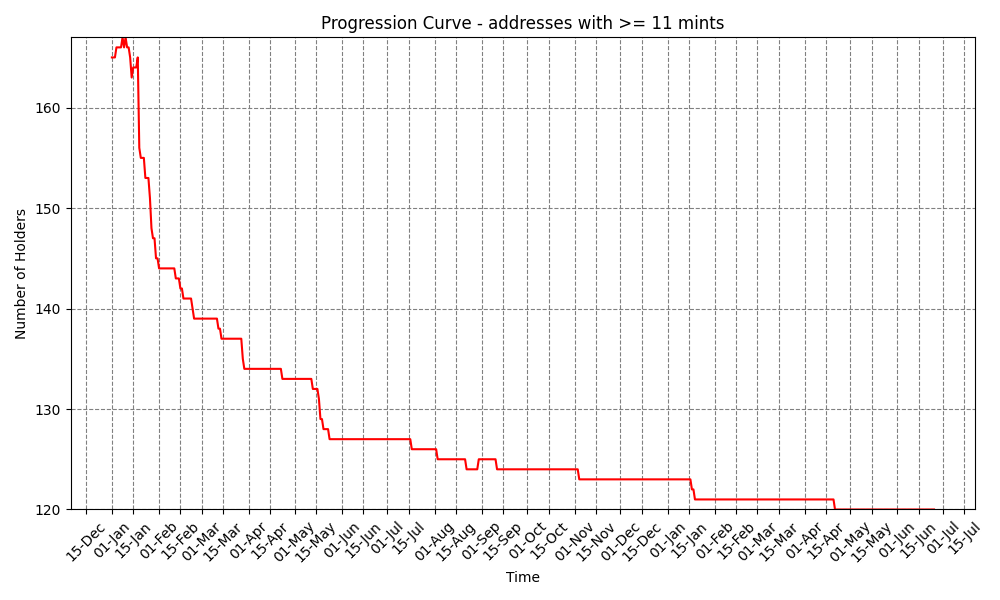 Progression Curve - addresses with >= 11 mints
Number of Holders
160
150
140
130
120
15-Dec
01-Jan
15-Jan
01-Feb
15-Feb
01-Mar
15-Mar
01-Apr
15-Apr
01-May
15-May
01-Jun
15-Jun
01-Jul
15-Jul
01-Aug
15-Aug
01-Sep
15-Sep
01-Oct
15-Oct
01-Nov
15-Nov
01-Dec
15-Dec
01-Jan
15-Jan
01-Feb
15-Feb
01-Mar
15-Mar
01-Apr
15-Apr
01-May
15-May
01-Jun
15-Jun
01-Jul
15-Jul
Time